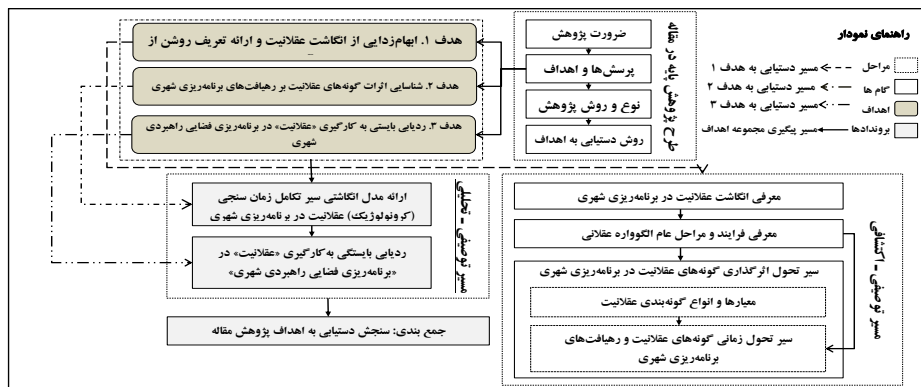 راهنمای نمودار
مراحل
گام ها
اهداف
بروندادها
مسیر دستیابی به هدف ۱
مسیر دستیابی به هدف ۲
مسیر دستیابی به هدف ۳
مسیر پیگیری مجموعه اهداف
طرح پژوهش پایه در مقاله
ضرورت پژوهش
پرسش‌ها و اهداف
نوع و روش پژوهش
روش دستیابی به اهداف
هدف ۱. ابهام‌زدایی از انگاشت عقلانیت و ارائه تعریف روشن از
هدف ۲. شناسایی اثرات گونه‌های عقلانیت بر رهیافت‌های برنامه‌ریزی شهری
هدف ۳. ردیابی بایستی به کارگیری «عقلانیت» در برنامه‌ریزی فضایی راهبردی
شهری
مسیر توصیفی ـ اکتشافی
معرفی انگاشت عقلانیت در برنامه‌ریزی شهری
معرفی فرایند و مراحل عام الگوواره عقلانی
سیر تحول اثرگذاری گونه‌های عقلانیت در برنامه‌ریزی شهری
معیارها و انواع گونه‌بندی عقلانیت
سیر تحول زمانی گونه‌های عقلانیت و رهیافت‌های
برنامه‌ریزی شهری
مسیر توصیفی ـ تحلیلی
ارائه مدل انگاشتی سیر تکامل زمان سنجی
(کرونولوژیک) عقلانیت در برنامه‌ریزی شهری
ردیابی بایستگی به کارگیری «عقلانیت» در
«برنامه‌ریزی فضایی راهبردی شهری»
جمع بندی: سنجش دستیابی به اهداف پژوهش مقاله